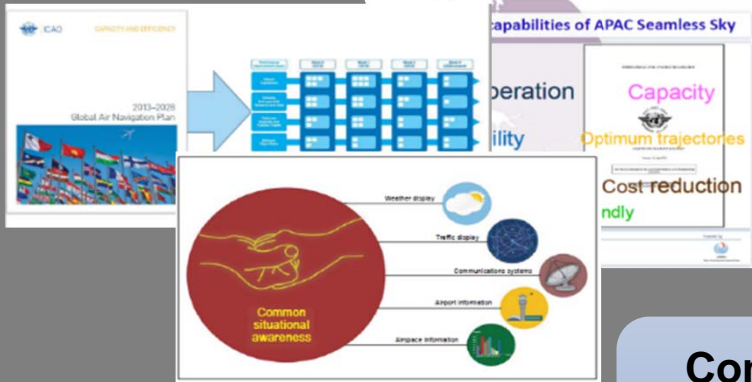 ICAO
CAPACITY AND EFFICIENCY
2013–2028
Global Air Navigation Plan
capabilities of APAC Seamless Sky
peration
ility
Capacity
Optimum trajectories
Cost reduction
ndly
Common
situational
awareness
Weather display
Traffic display
Communications systems
Airport information
Airspace information
Con